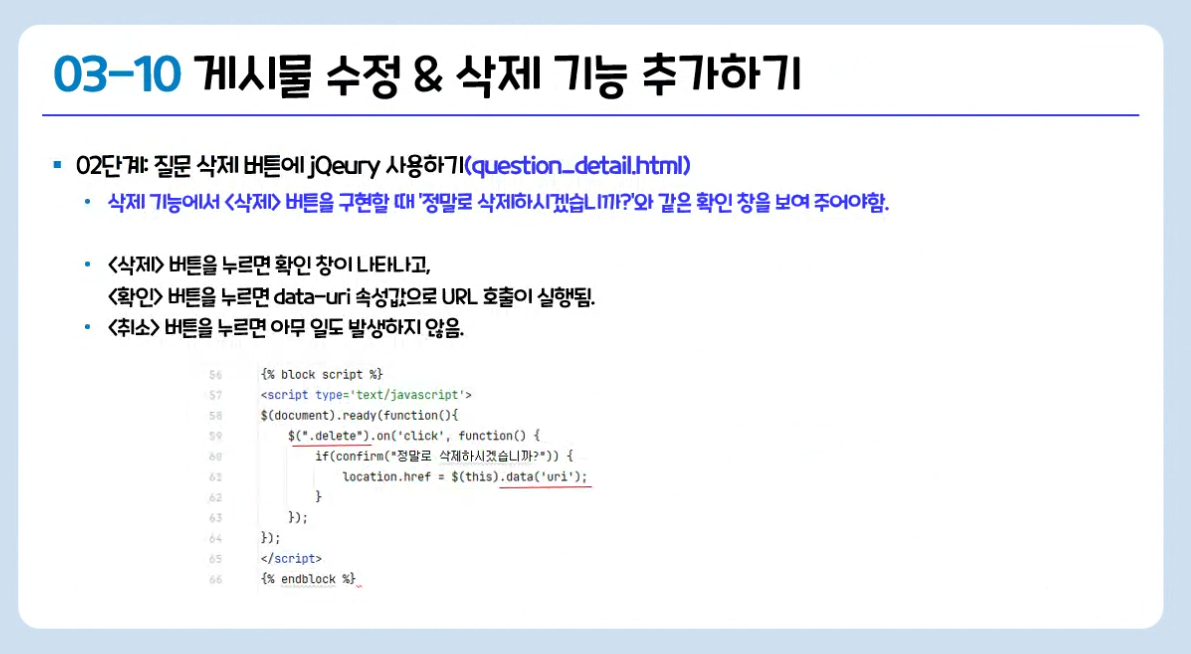 03-10 게시물 수정 & 삭제 기능 추가하기
02단계: 질문 삭제 버튼에 jQeury 사용하기(question_detail.html)
삭제 기능에서 <삭제> 버튼을 구현할 때 '정말로 삭제하시겠습니까?'와 같은 확인 창을 보여 주어야함.
<삭제> 버튼을 누르면 확인 창이 나타나고,
<확인> 버튼을 누르면 data-uri 속성값으로 URL 호출이 실행됨.
<취소> 버튼을 누르면 아무 일도 발생하지 않음.
56 {% block script %}
57 <script type='text/javascript'>
58 $(document).ready(function(){
59 $(".delete").on('click', function() {
60 if(confirm("정말로 삭제하시겠습니까?")) {
61 location.href = $(this).data('uri');
62 }
63 });
64 });
65 </script>
66 {% endblock %}